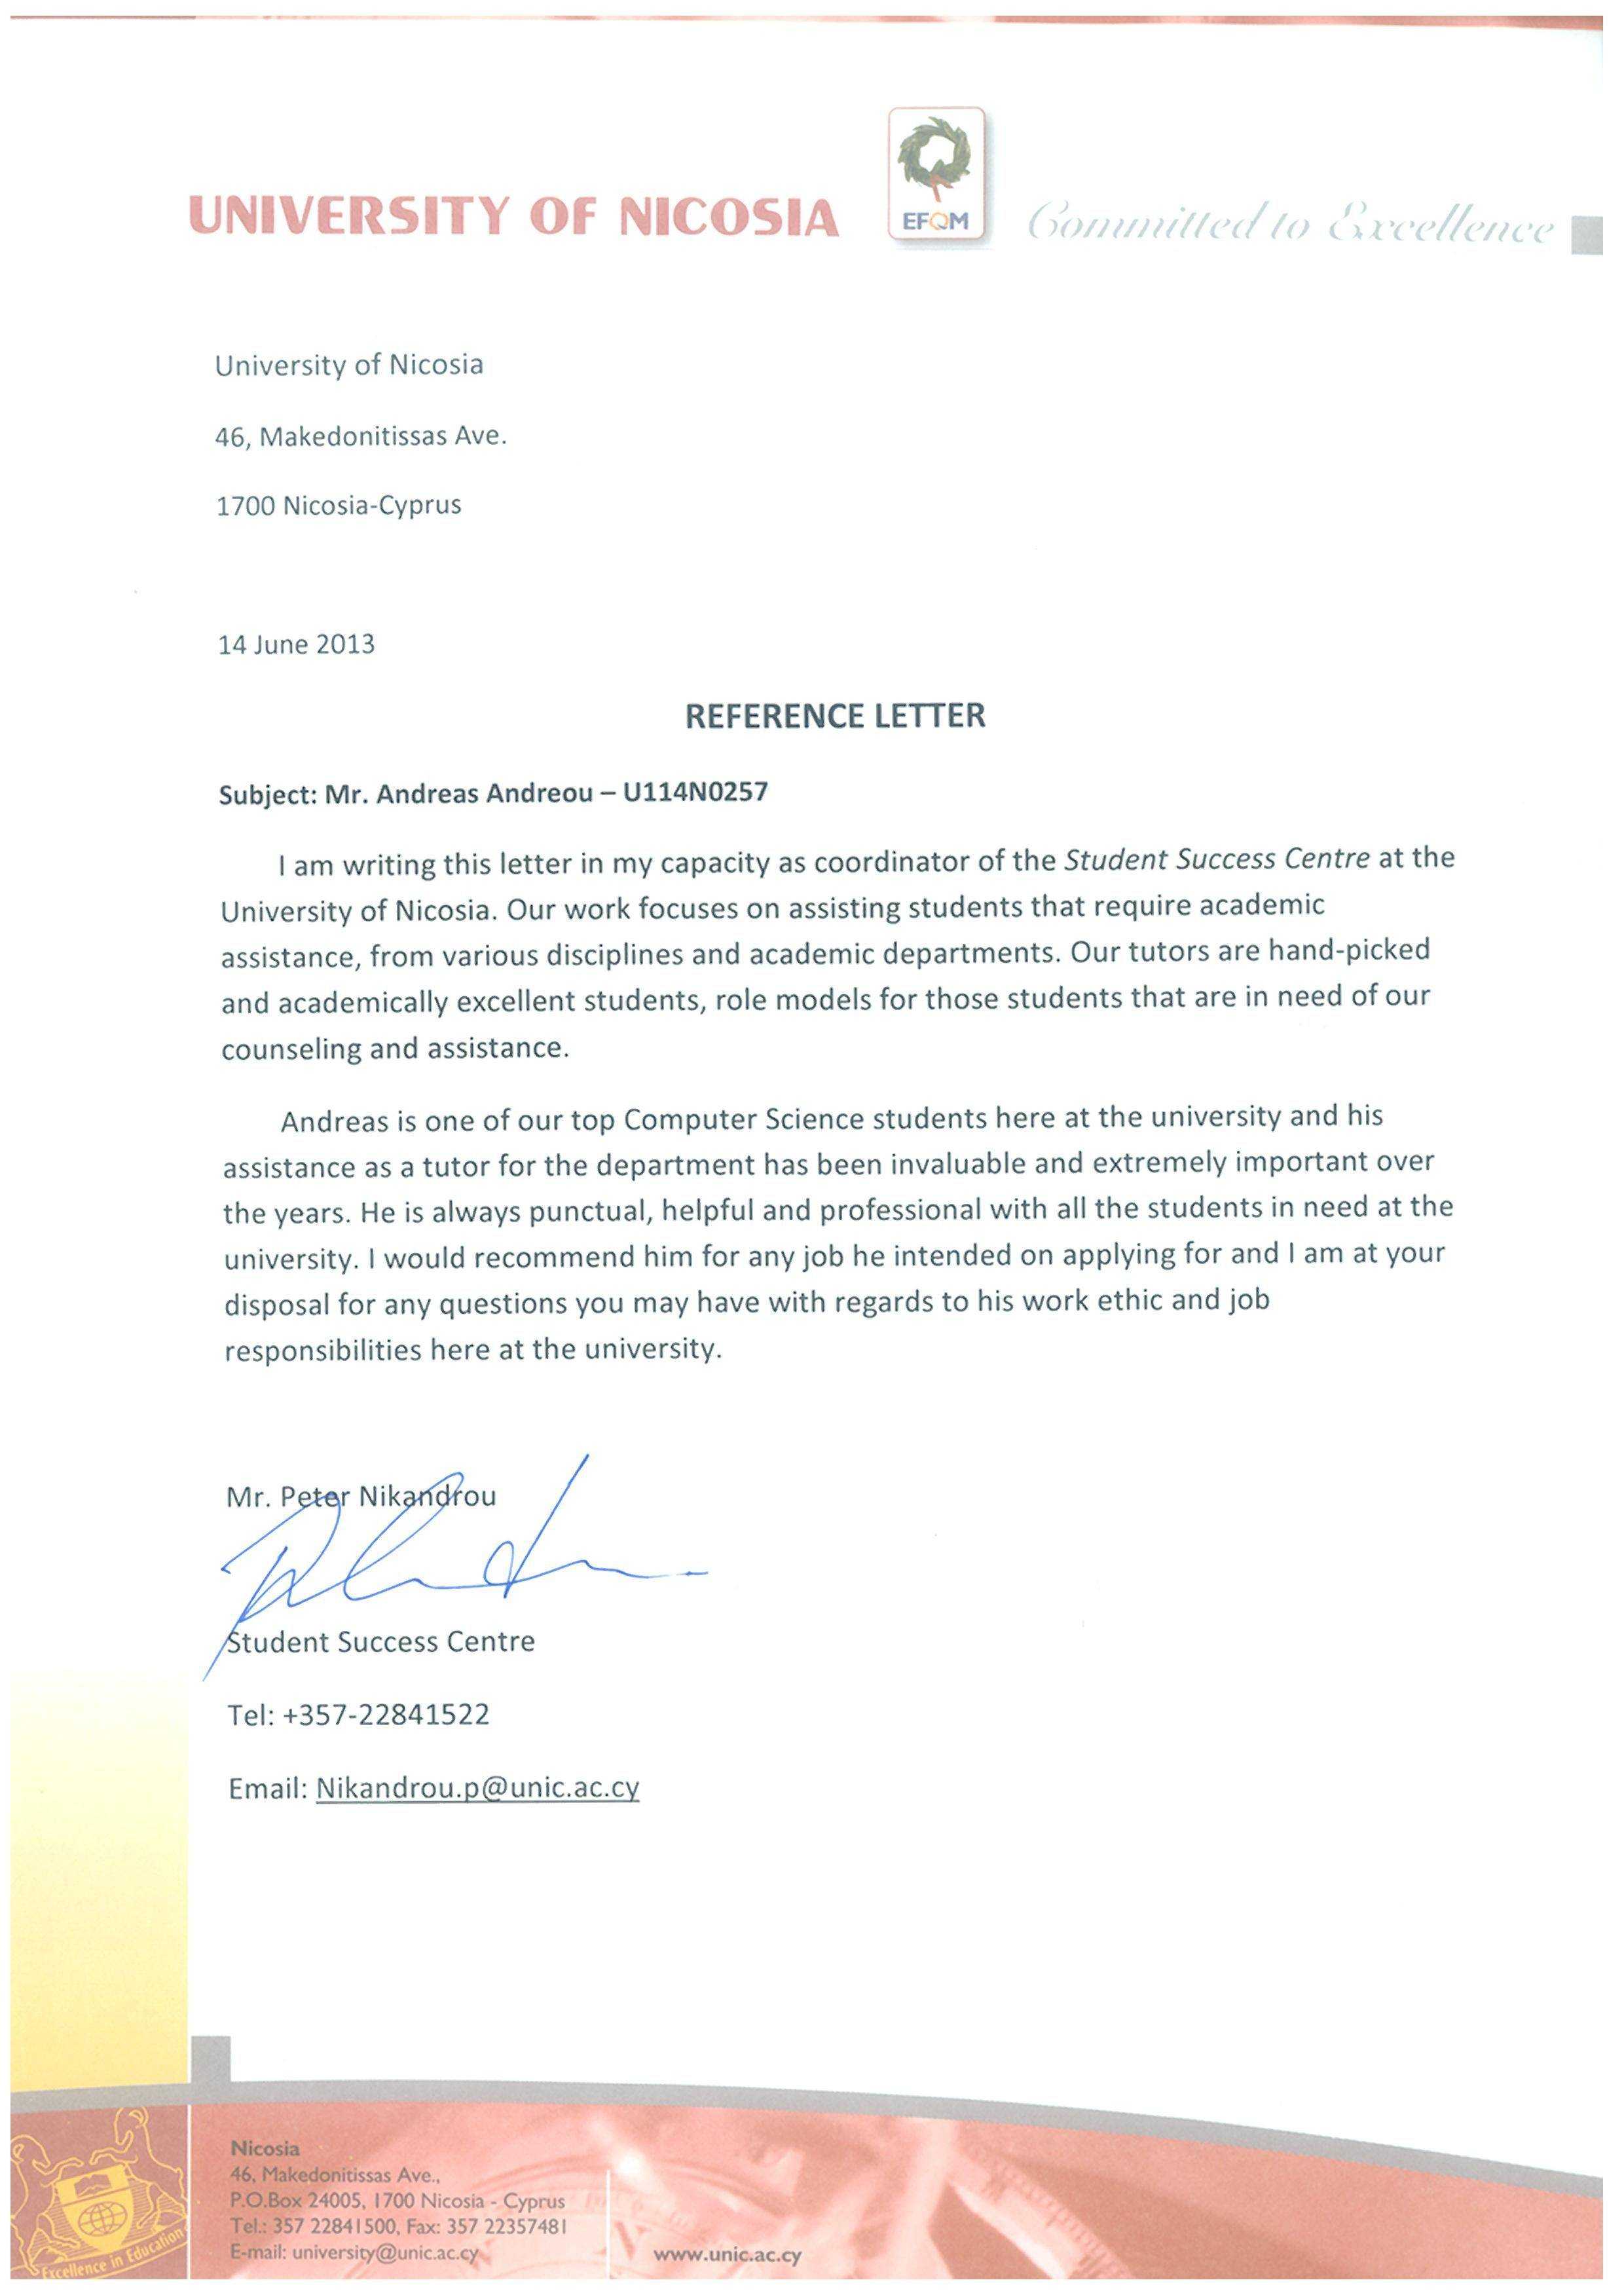 UNIVERSITY OF NICOSIA
EFQM
Committed to Excellence
University of Nicosia
46, Makedonitissas Ave.
1700 Nicosia-Cyprus
14 June 2013
REFERENCE LETTER
Subject: Mr. Andreas Andreou – U114N0257
I am writing this letter in my capacity as coordinator of the Student Success Centre at the
University of Nicosia. Our work focuses on assisting students that require academic
assistance, from various disciplines and academic departments. Our tutors are hand-picked
and academically excellent students, role models for those students that are in need of our
counseling and assistance.
Andreas is one of our top Computer Science students here at the university and his
assistance as a tutor for the department has been invaluable and extremely important over
the years. He is always punctual, helpful and professional with all the students in need at the
university. I would recommend him for any job he intended on applying for and I am at your
disposal for any questions you may have with regards to his work ethic and job
responsibilities here at the university.
Mr. Peter Nikandrou
Student Success Centre
Tel: +357-22841522
Email: Nikandrou.p@unic.ac.cy
Nicosia
46, Makedonitissas Ave.,
P.O.Box 24005, 1700 Nicosia - Cyprus
Tel.: 357 22841500, Fax: 357 22357481
E-mail: university@unic.ac.cy
www.unic.ac.cy
Excellence in Education